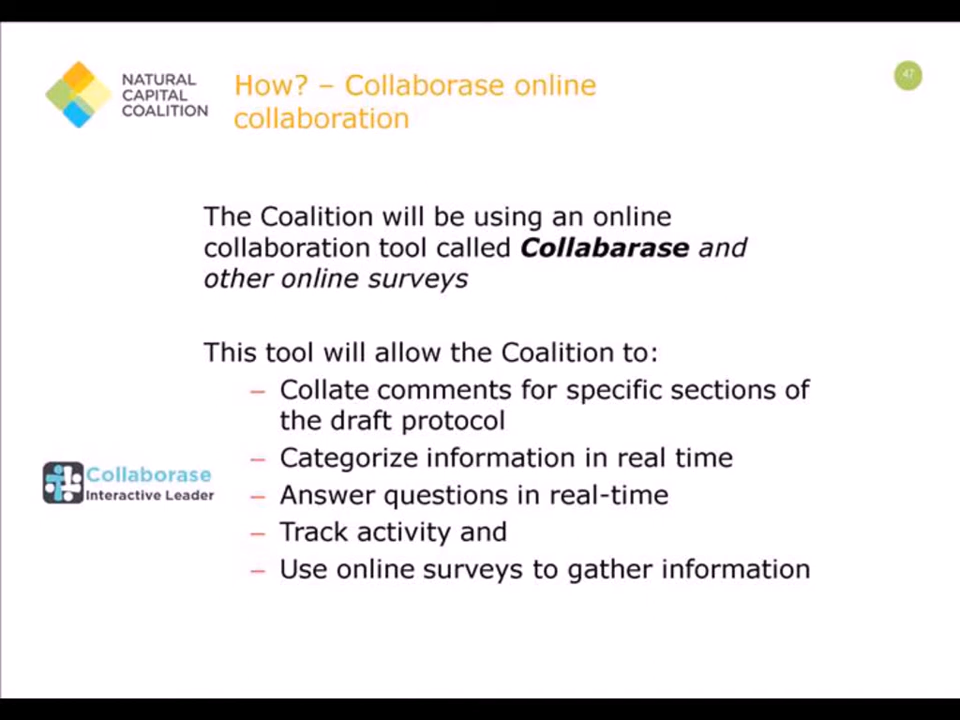 NATURAL
CAPITAL
COALITION
How? – Collaborase online
collaboration
47
The Coalition will be using an online
collaboration tool called Collabarase and
other online surveys
This tool will allow the Coalition to:
– Collate comments for specific sections of
the draft protocol
– Categorize information in real time
– Answer questions in real-time
– Track activity and
– Use online surveys to gather information
Collaborase
Interactive Leader